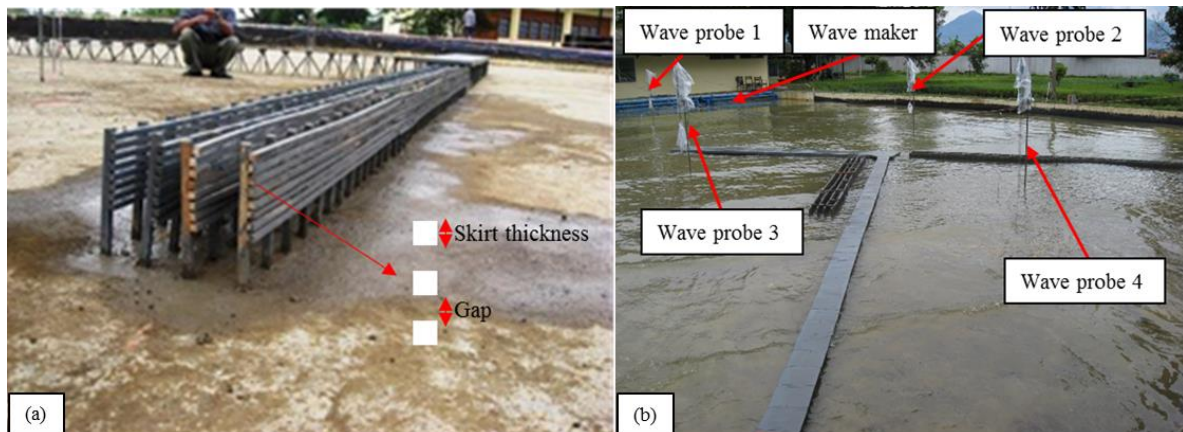 Skirt thickness
Gap
(a)
Wave probe 1
Wave maker
Wave probe 2
Wave probe 3
Wave probe 4
(b)